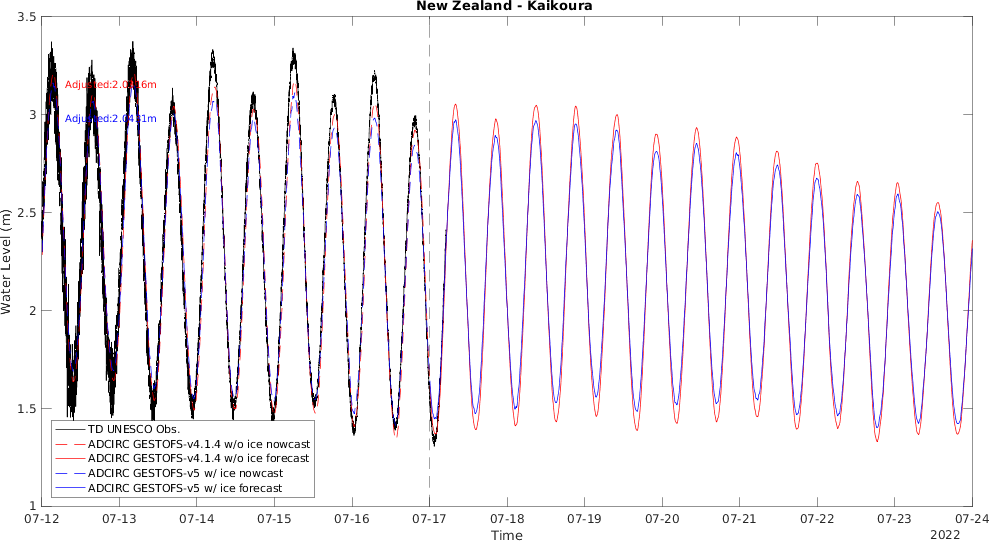 New Zealand - Kaikoura
3.5
3
2.5
2
1.5
1
Water Level (m)
TD UNESCO Obs.
ADCIRC GESTOFS-v4.1.4 w/o ice nowcast
ADCIRC GESTOFS-v4.1.4 w/o ice forecast
ADCIRC GESTOFS-v5 w/ ice nowcast
ADCIRC GESTOFS-v5 w/ ice forecast
07-12 07-13 07-14 07-15 07-16 07-17 07-18 07-19 07-20 07-21 07-22 07-23 07-24
Time
2022